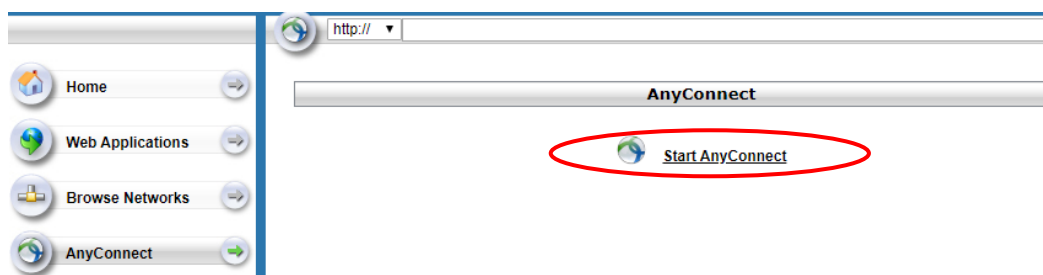 http://
Home
AnyConnect
Web Applications
Start AnyConnect
Browse Networks
AnyConnect